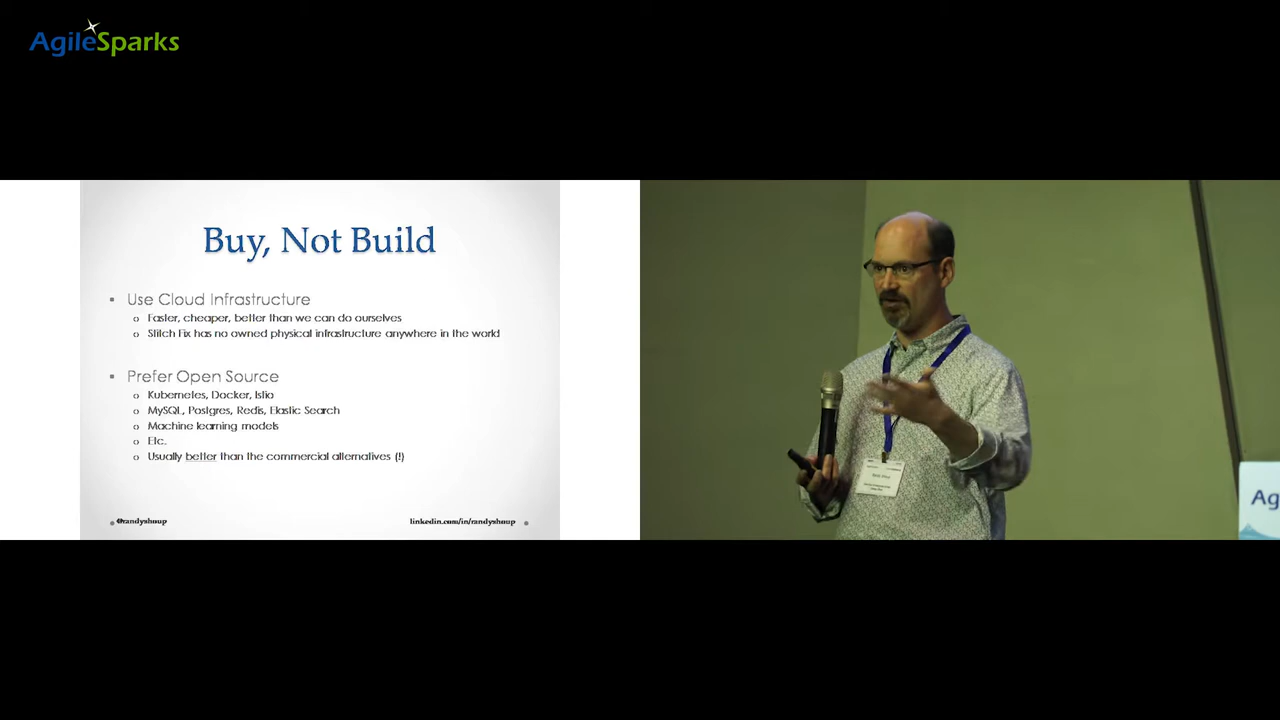 AgileSparks
Buy, Not Build
Use Cloud Infrastructure
Faster, cheaper, better than we can do ourselves
Stitch Fix has no owned physical infrastructure anywhere in the world
Prefer Open Source
Kubernetes, Docker, Istio
MySQL, Postgres, Redis, Elastic Search
Machine learning models
Etc.
Usually better than the commercial alternatives (!)
@randyshoup
linkedin.com/in/randyshoup
Ag